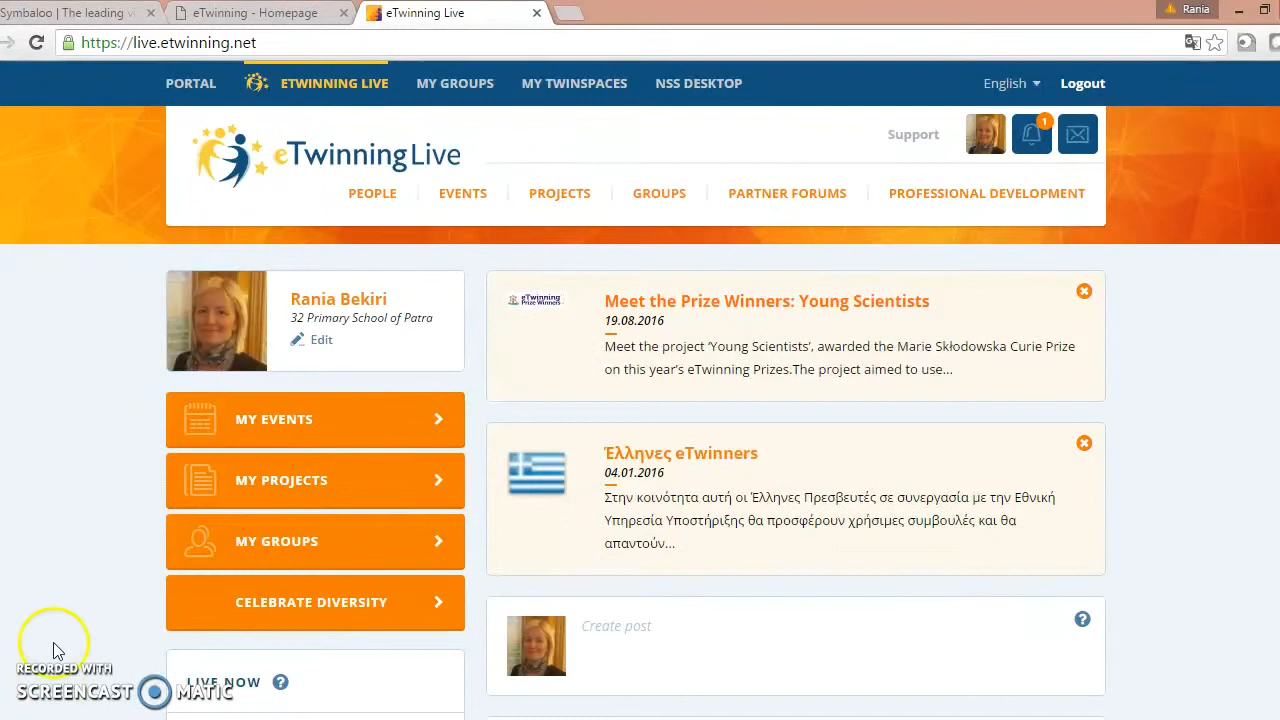 Symbaloo | The leading v
eTwinning - Homepage
eTwinning Live
Rania
https://live.etwinning.net
PORTAL
ETWINNING LIVE
MY GROUPS
MY TWINSPACES
NSS DESKTOP
English
Logout
eTwinning Live
Support
1
PEOPLE
EVENTS
PROJECTS
GROUPS
PARTNER FORUMS
PROFESSIONAL DEVELOPMENT
Rania Bekiri
32 Primary School of Patra
Edit
MY EVENTS
MY PROJECTS
MY GROUPS
CELEBRATE DIVERSITY
LIVE NOW
eTwinning
Prize Winners
Meet the Prize Winners: Young Scientists
19.08.2016
Meet the project ‘Young Scientists’, awarded the Marie Skłodowska Curie Prize
on this year’s eTwinning Prizes.The project aimed to use...
Έλληνες eTwinners
04.01.2016
Στην κοινότητα αυτή οι Έλληνες Πρεσβευτές σε συνεργασία με την Εθνική
Υπηρεσία Υποστήριξης θα προσφέρουν χρήσιμες συμβουλές και θα
απαντούν...
Create post
RECORDED WITH
SCREENCAST MATIC